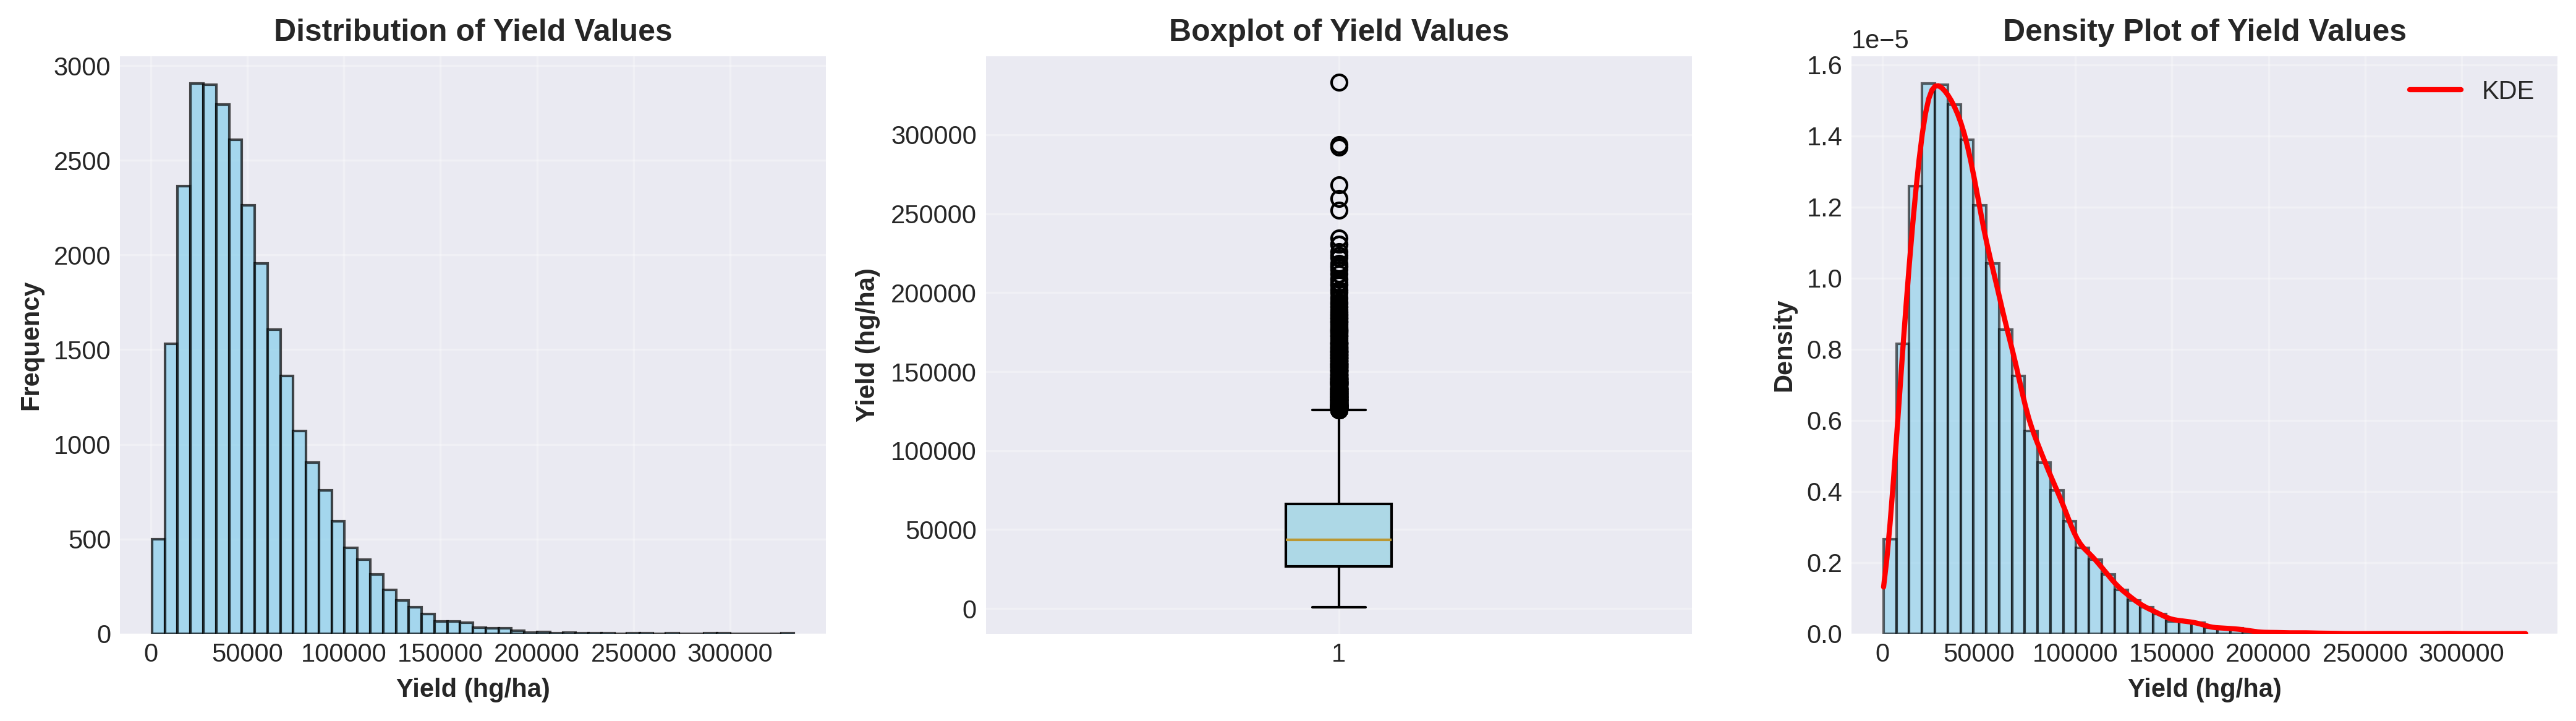 Distribution of Yield Values
3000
2500
2000
1500
1000
500
0
Frequency
0 50000 100000 150000 200000 250000 300000
Yield (hg/ha)
Boxplot of Yield Values
300000
250000
200000
150000
100000
50000
0
Yield (hg/ha)
1
Density Plot of Yield Values
1e−5
1.6
1.4
1.2
1.0
0.8
0.6
0.4
0.2
0.0
Density
KDE
0 50000 100000 150000 200000 250000 300000
Yield (hg/ha)